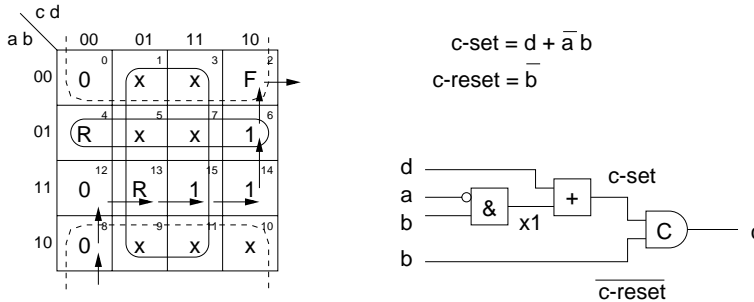 c d
a b
00 01 11 10
00 0 0 x 1 x 3 F 2
01 R 4 x 5 x 7 1 6
11 0 12 R 13 1 15 1 14
10 0 8 x 9 x 11 x 10
c-set = d + a̅ b
c-reset = b̅
d
a
b
b
&
x1
+
c-set
C
c̅-̅r̅e̅s̅e̅t̅